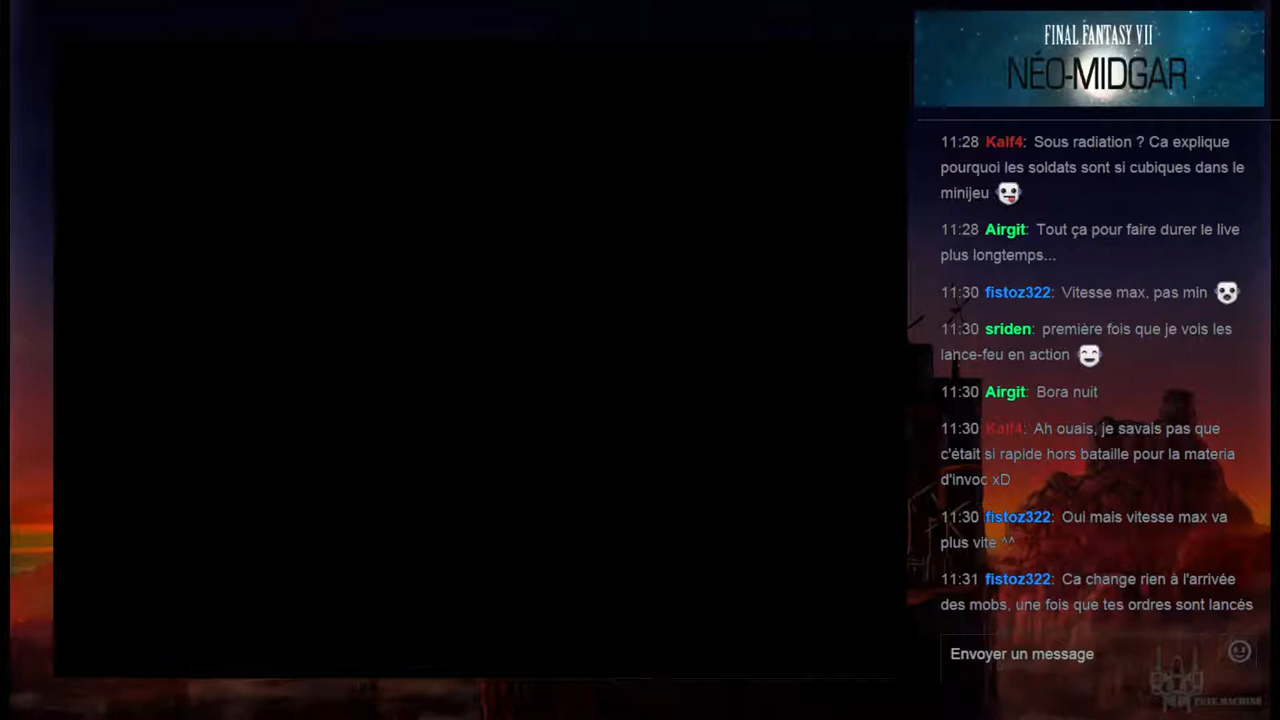 FINAL FANTASY VII
NÉO-MIDGAR
11:28 Kalf4: Sous radiation ? Ca explique
pourquoi les soldats sont si cubiques dans le
minijeu
11:28 Airgit: Tout ça pour faire durer le live
plus longtemps...
11:30 fistoz322: Vitesse max, pas min
11:30 sriden: première fois que je vois les
lance-feu en action
11:30 Airgit: Bora nuit
11:30 Kalf4: Ah ouais, je savais pas que
c'était si rapide hors bataille pour la materia
d'invoc xD
11:30 fistoz322: Oui mais vitesse max va
plus vite ^^
11:31 fistoz322: Ca change rien à l'arrivée
des mobs, une fois que tes ordres sont lancés
Envoyer un message
PETE MACHINE